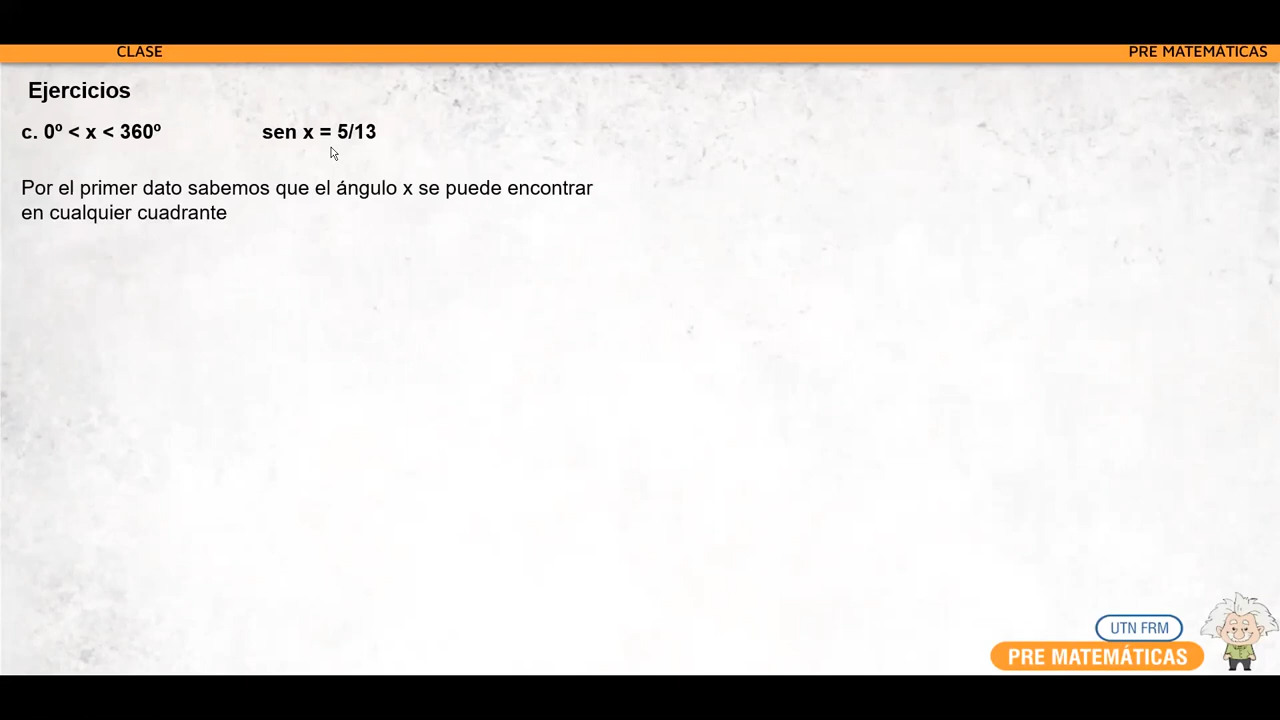 CLASE
PRE MATEMÁTICAS
Ejercicios
c. 0º < x < 360º sen x = 5/13
Por el primer dato sabemos que el ángulo x se puede encontrar
en cualquier cuadrante
UTN FRM
PRE MATEMÁTICAS